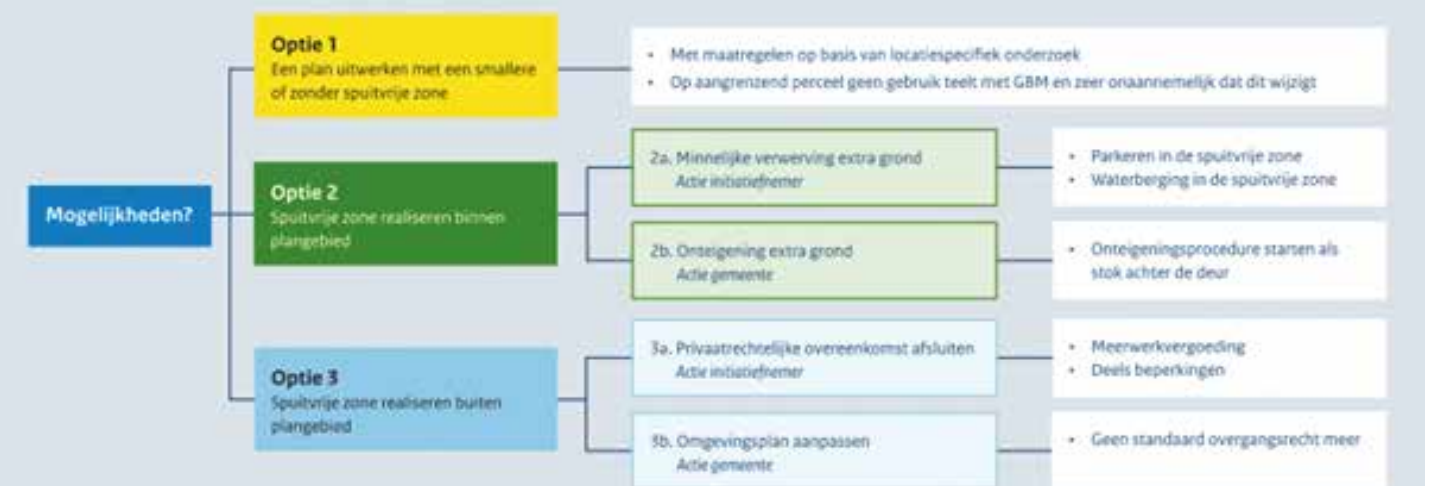 Mogelijkheden?
Optie 1
Een plan uitwerken met een smallere
of zonder spuitvrije zone
• Met maatregelen op basis van locatiespecifiek onderzoek
• Op aangrenzend perceel geen gebruik teelt met GBM en zeer onaannemelijk dat dit wijzigt
Optie 2
Spuitvrije zone realiseren binnen
plangebied
2a. Minnelijke verwerving extra grond
Actie initiatiefnemer
• Parkeren in de spuitvrije zone
• Waterberging in de spuitvrije zone
2b. Onteigening extra grond
Actie gemeente
• Onteigeningsprocedure starten als
stok achter de deur
Optie 3
Spuitvrije zone realiseren buiten
plangebied
3a. Privaatrechtelijke overeenkomst afsluiten
Actie initiatiefnemer
• Meerwerkvergoeding
• Deels beperkingen
3b. Omgevingsplan aanpassen
Actie gemeente
• Geen standaard overgangsrecht meer